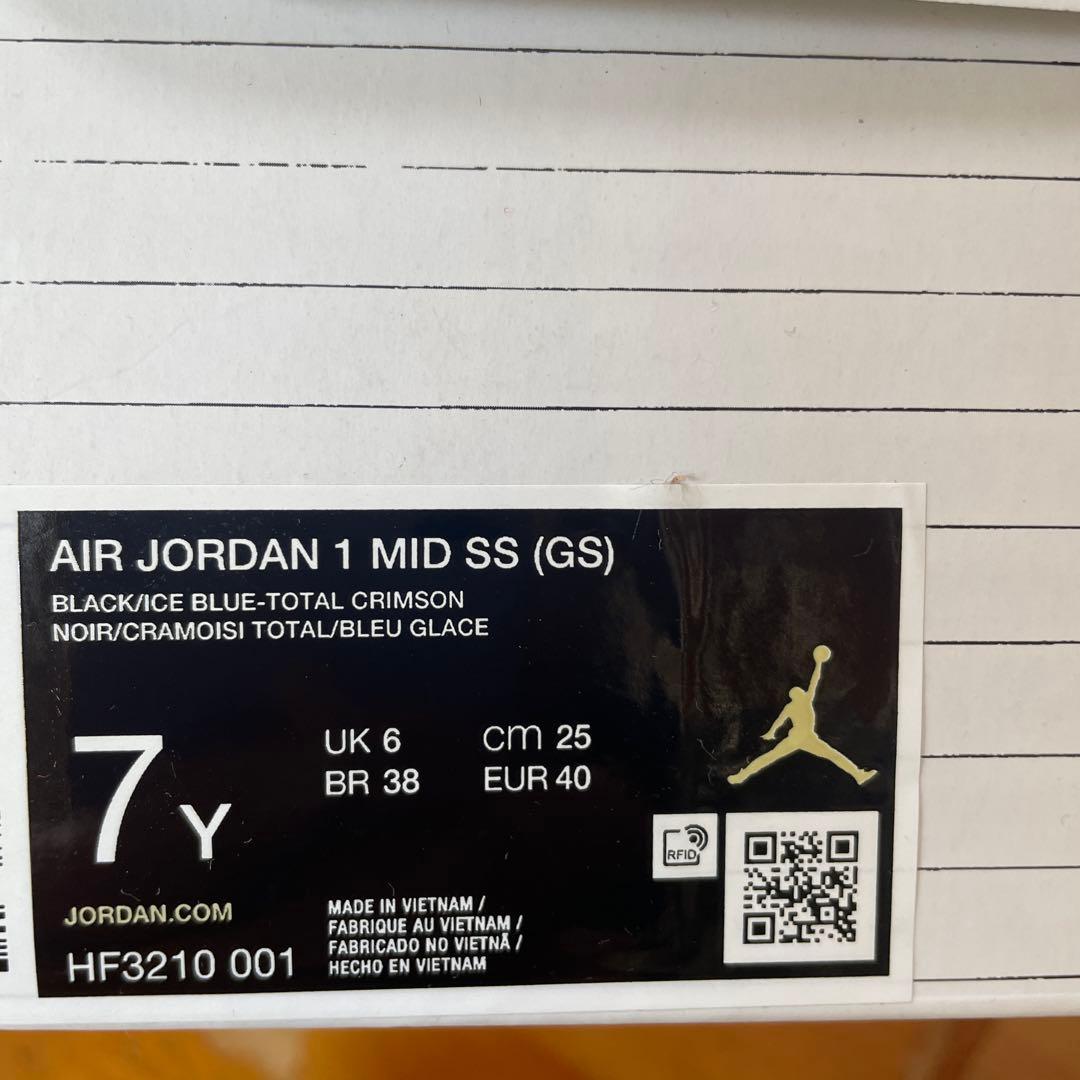 AIR JORDAN 1 MID SS (GS)
BLACK/ICE BLUE-TOTAL CRIMSON
NOIR/CRAMOISI TOTAL/BLEU GLACE
7Y
UK 6 cm 25
BR 38 EUR 40
RFID
JORDAN.COM
HF3210 001
MADE IN VIETNAM /
FABRIQUE AU VIETNAM /
FABRICADO NO VIETNÃ /
HECHO EN VIETNAM